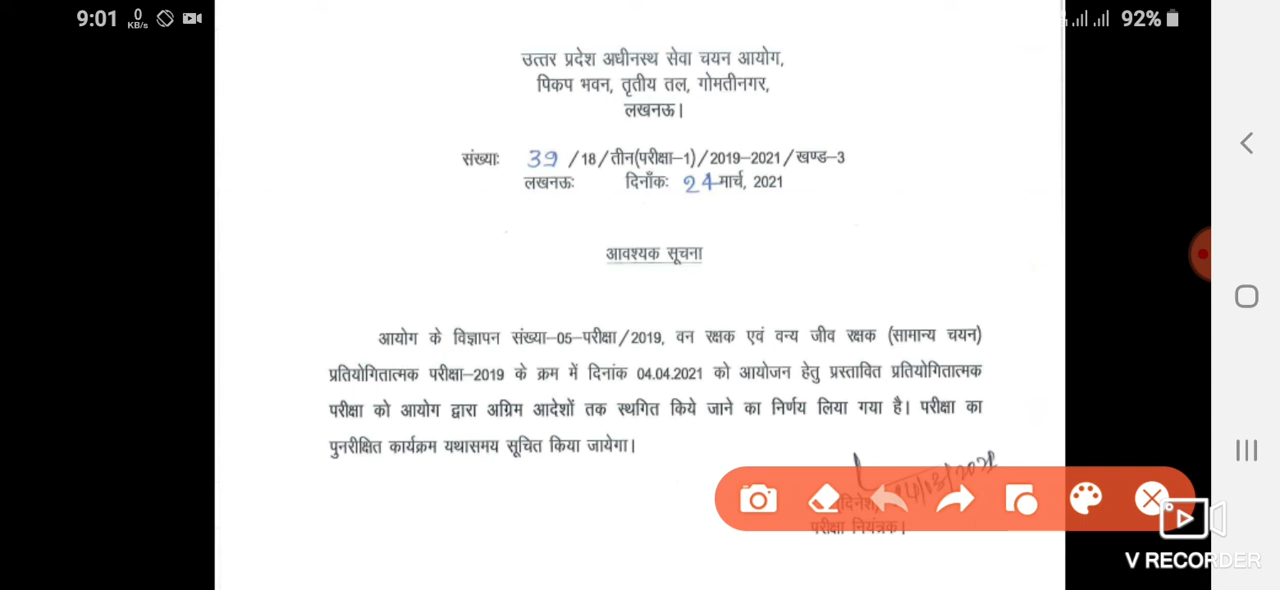 9:01 0 KB/s 92%
उत्तर प्रदेश अधीनस्थ सेवा चयन आयोग,
पिकप भवन, तृतीय तल, गोमतीनगर,
लखनऊ।
संख्याः 39 /18/तीन(परीक्षा-1)/2019-2021/खण्ड-3
लखनऊः दिनाँकः 24 मार्च, 2021
आवश्यक सूचना
आयोग के विज्ञापन संख्या-05-परीक्षा/2019, वन रक्षक एवं वन्य जीव रक्षक (सामान्य चयन)
प्रतियोगितात्मक परीक्षा-2019 के क्रम में दिनांक 04.04.2021 को आयोजन हेतु प्रस्तावित प्रतियोगितात्मक
परीक्षा को आयोग द्वारा अग्रिम आदेशों तक स्थगित किये जाने का निर्णय लिया गया है। परीक्षा का
पुनरीक्षित कार्यक्रम यथासमय सूचित किया जायेगा।
परीक्षा नियंत्रक।
V RECORDER